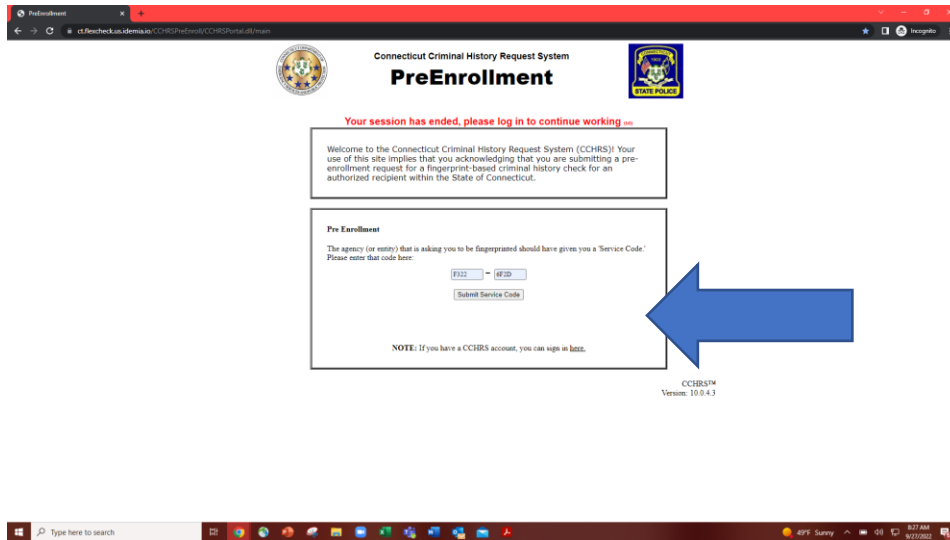 PreEnrollment
ct.flexcheck.us.idemia.io/CCHRSPreEnroll/CCHRSPortal.dll/main
Incognito
Connecticut Criminal History Request System
PreEnrollment
STATE POLICE
Your session has ended, please log in to continue working
Welcome to the Connecticut Criminal History Request System (CCHRS)! Your
use of this site implies that you acknowledging that you are submitting a pre-
enrollment request for a fingerprint-based criminal history check for an
authorized recipient within the State of Connecticut.
Pre Enrollment
The agency (or entity) that is asking you to be fingerprinted should have given you a 'Service Code.'
Please enter that code here:
F322 - 6F2D
Submit Service Code
NOTE: If you have a CCHRS account, you can sign in here.
CCHRS™
Version: 10.0.4.3
Type here to search
49°F Sunny
8:27 AM
9/27/2022